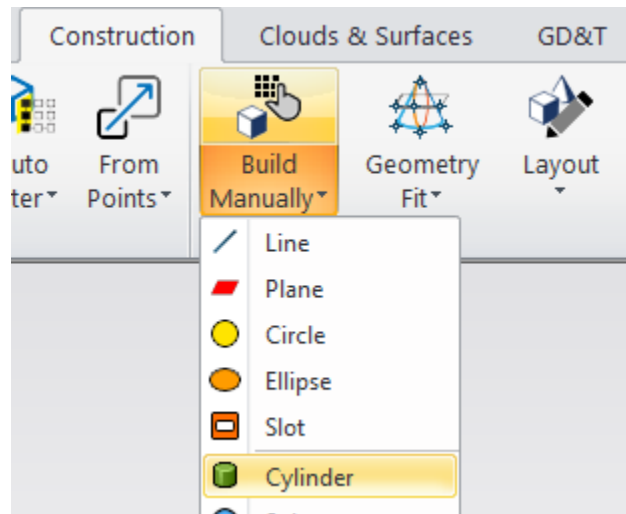 Construction
Clouds & Surfaces
GD&T
uto
ter
From
Points
Build
Manually
Geometry
Fit
Layout
Line
Plane
Circle
Ellipse
Slot
Cylinder